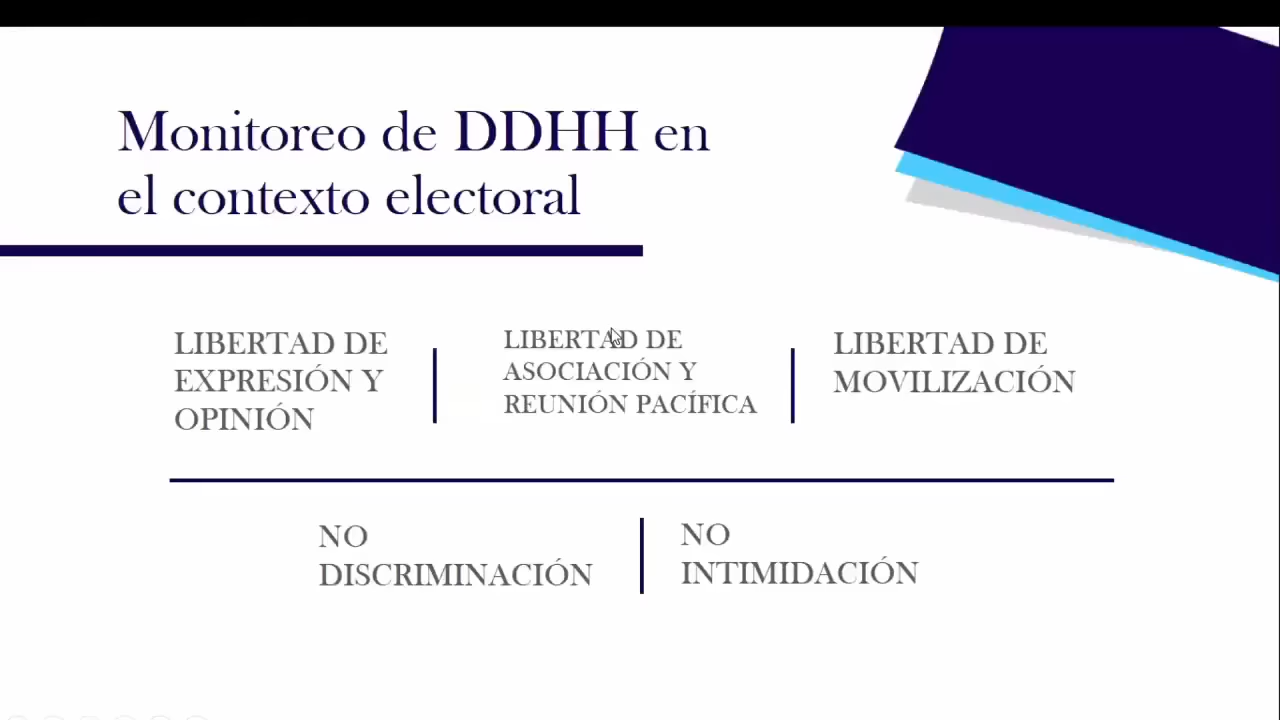 Monitoreo de DDHH en
el contexto electoral
LIBERTAD DE
EXPRESIÓN Y
OPINIÓN
LIBERTAD DE
ASOCIACIÓN Y
REUNIÓN PACÍFICA
LIBERTAD DE
MOVILIZACIÓN
NO
DISCRIMINACIÓN
NO
INTIMIDACIÓN